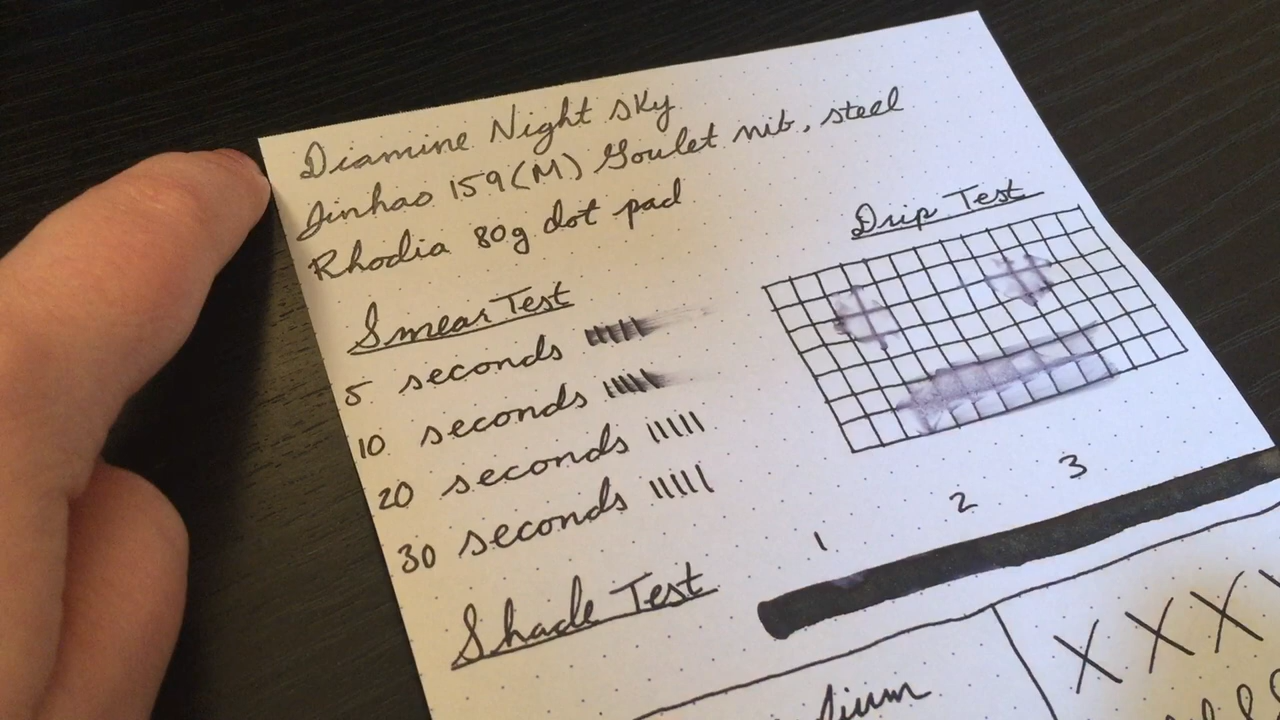 Diamine Night Sky
Jinhao 159(M) Goulet nib, steel
Rhodia 80g dot pad
Drip Test
Smear Test
5 seconds
10 seconds
20 seconds
30 seconds
1 2 3
Shade Test
X X X